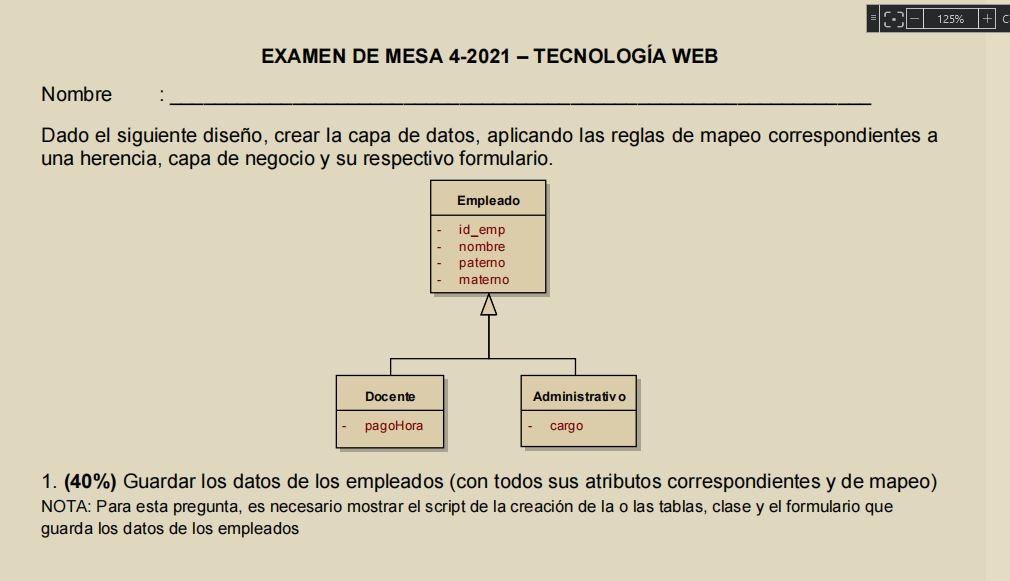 125%
EXAMEN DE MESA 4-2021 – TECNOLOGÍA WEB
Nombre :
Dado el siguiente diseño, crear la capa de datos, aplicando las reglas de mapeo correspondientes a
una herencia, capa de negocio y su respectivo formulario.
Empleado
- id_emp
- nombre
- paterno
- materno
Docente
- pagoHora
Administrativo
- cargo
1. (40%) Guardar los datos de los empleados (con todos sus atributos correspondientes y de mapeo)
NOTA: Para esta pregunta, es necesario mostrar el script de la creación de la o las tablas, clase y el formulario que
guarda los datos de los empleados